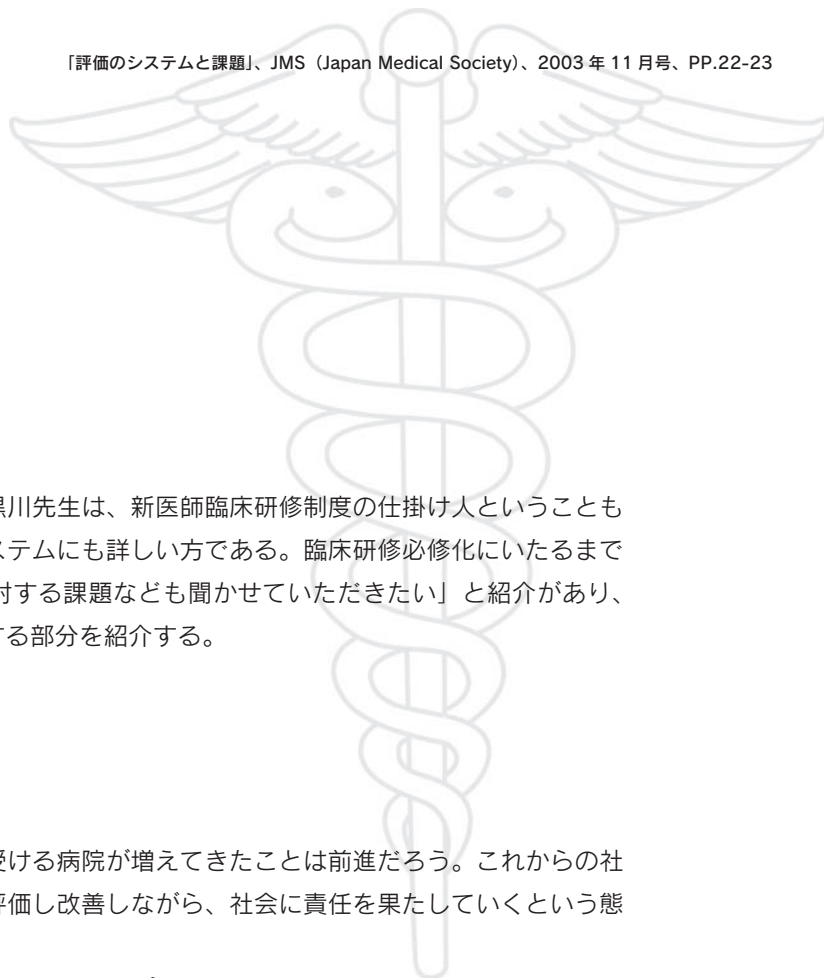 「評価のシステムと課題」、JMS（Japan Medical Society）、2003 年 11 月号、PP.22-23
黒川先生は、新医師臨床研修制度の仕掛け人ということも
ステムにも詳しい方である。臨床研修必修化にいたるまで
対する課題なども聞かせていただきたい」と紹介があり、
する部分を紹介する。
受ける病院が増えてきたことは前進だろう。これからの社
評価し改善しながら、社会に責任を果たしていくという態